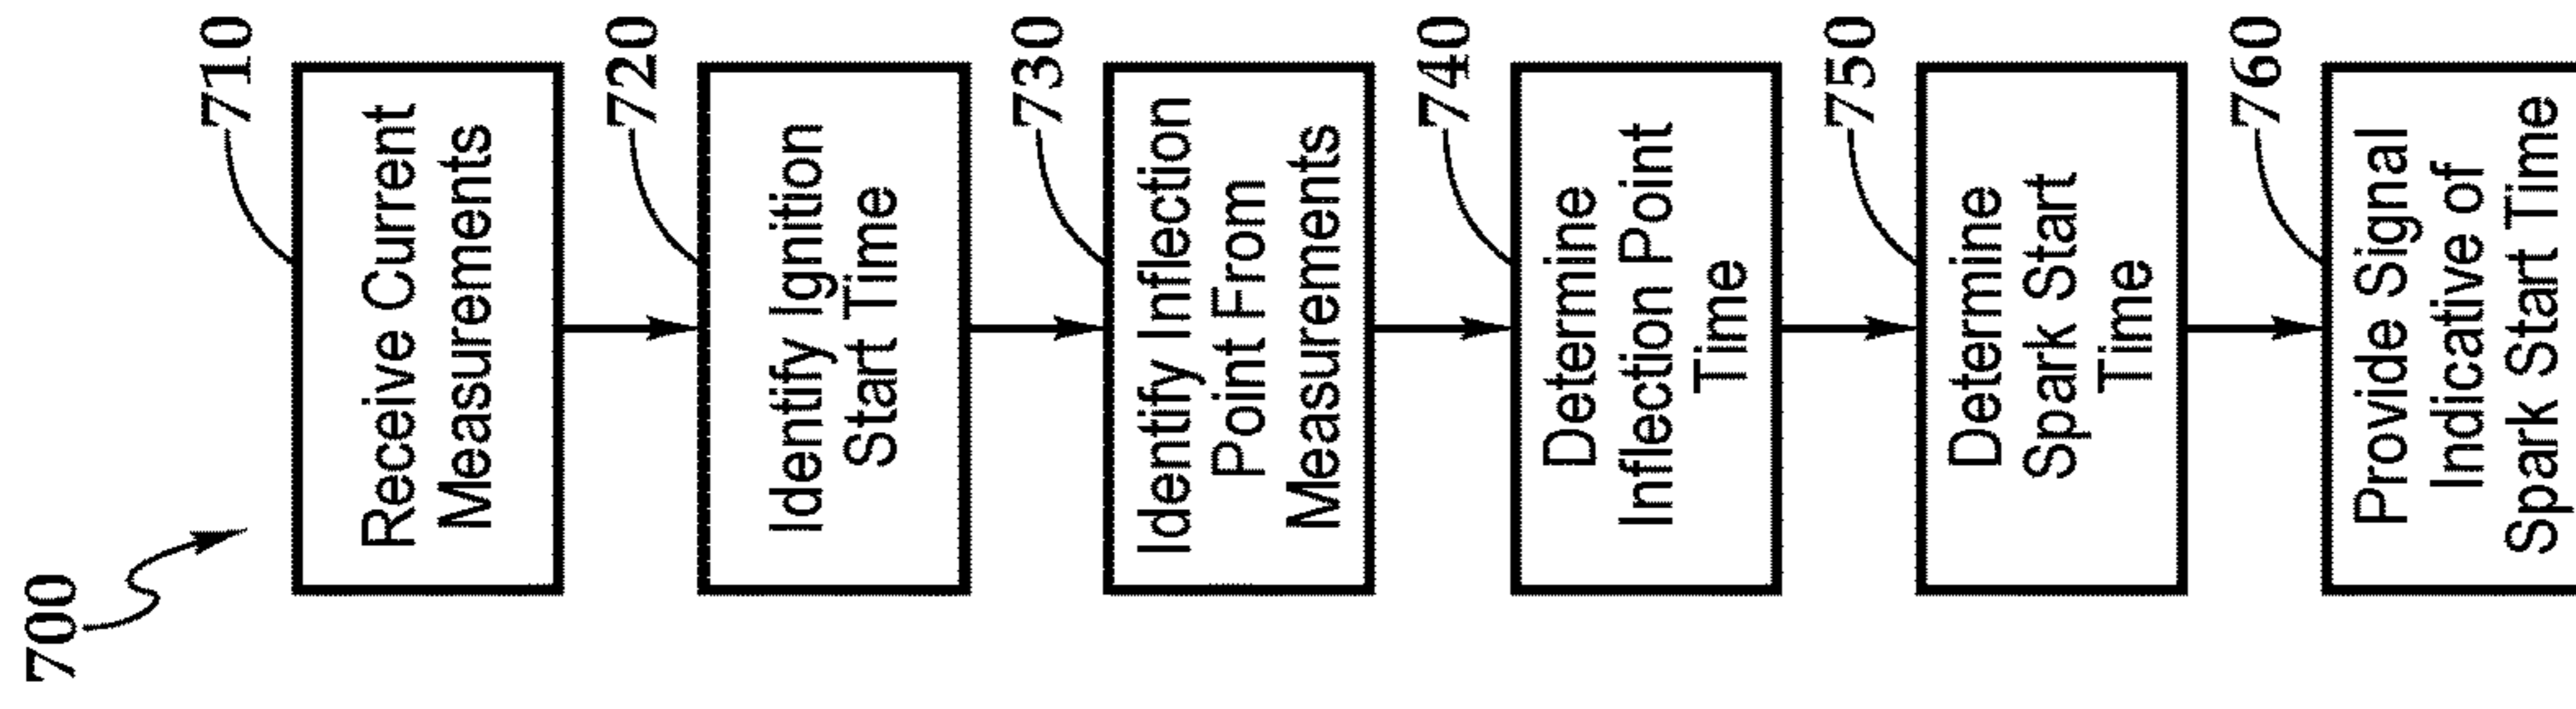 700
710
Receive Current
Measurements
720
Identify Ignition
Start Time
730
Identify Inflection
Point From
Measurements
740
Determine
Inflection Point
Time
750
Determine
Spark Start
Time
760
Provide Signal
Indicative of
Spark Start Time